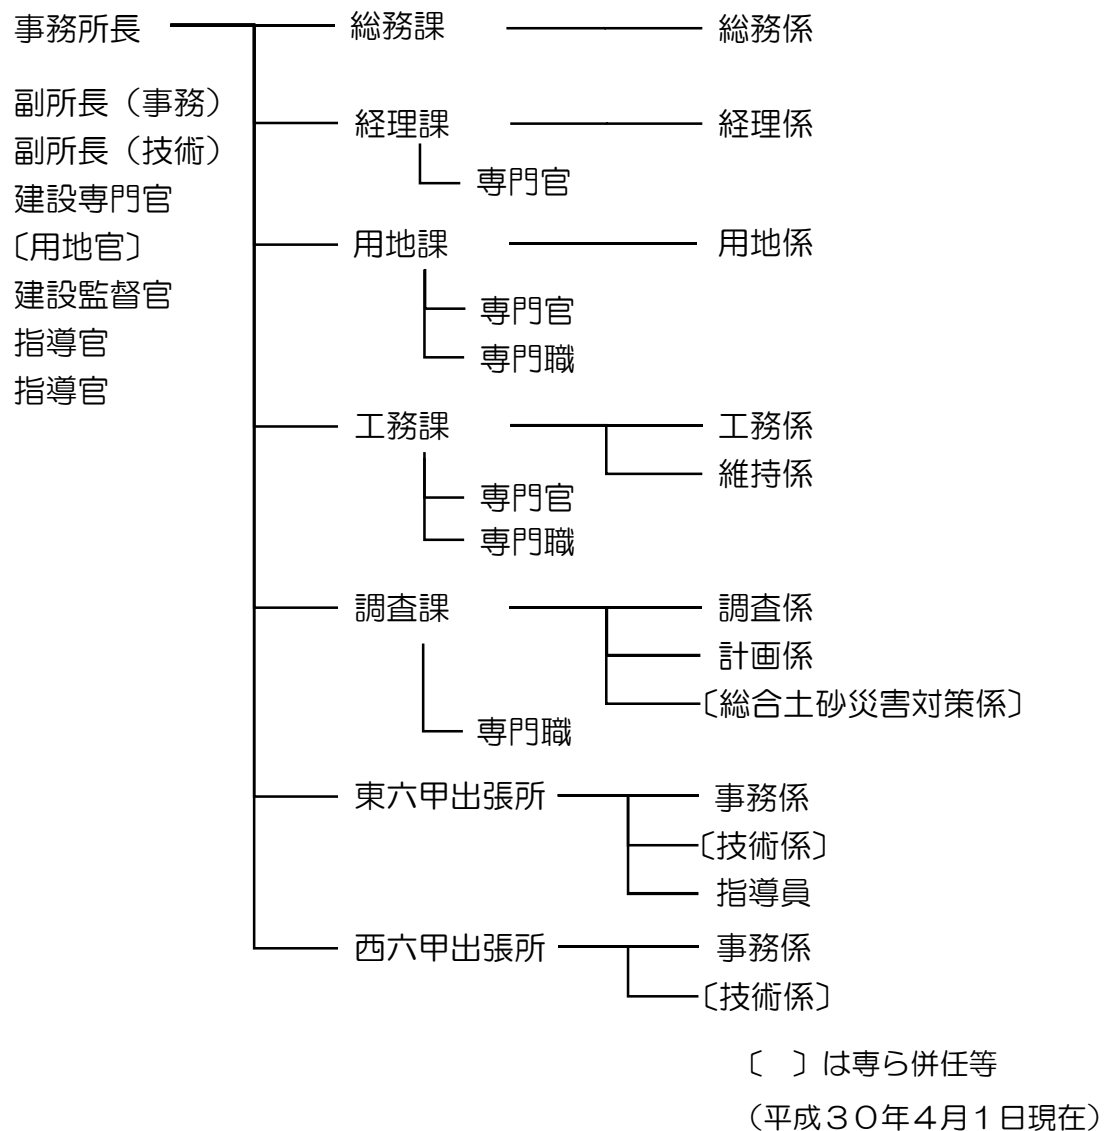 事務所長
総務課
総務係
副所長（事務）
副所長（技術）
建設専門官
〔用地官〕
建設監督官
指導官
指導官
経理課
経理係
専門官
用地課
用地係
専門官
専門職
工務課
工務係
維持係
専門官
専門職
調査課
調査係
計画係
〔総合土砂災害対策係〕
専門職
東六甲出張所
事務係
〔技術係〕
指導員
西六甲出張所
事務係
〔技術係〕
〔　〕は専ら併任等
（平成３０年４月１日現在）